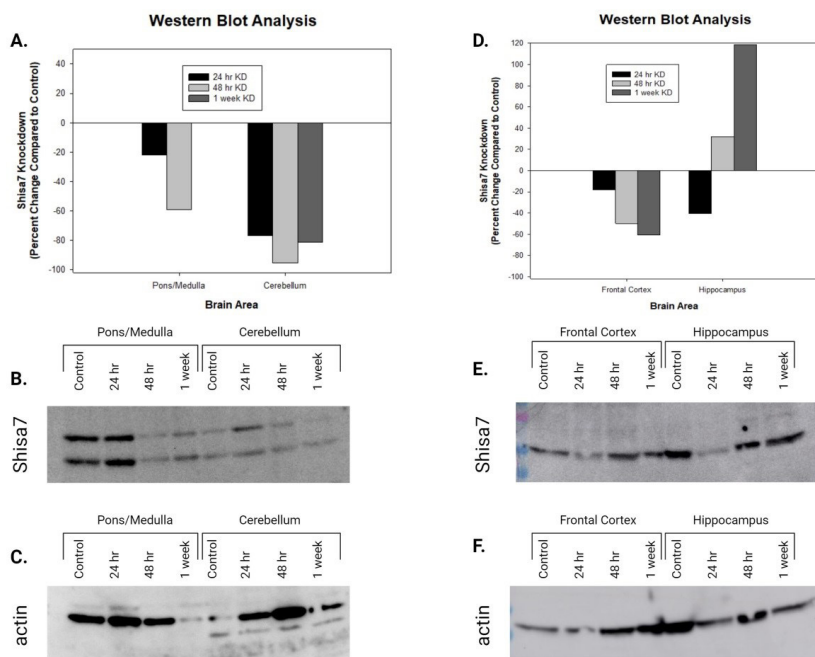 A.
Western Blot Analysis
Shisa7 Knockdown
(Percent Change Compared to Control)
40
20
0
-20
-40
-60
-80
-100
24 hr KD
48 hr KD
1 week KD
Pons/Medulla Cerebellum
Brain Area
D.
Western Blot Analysis
Shisa7 Knockdown
(Percent Change Compared to Control)
120
100
80
60
40
20
0
-20
-40
-60
-80
-100
24 hr KD
48 hr KD
1 week KD
Frontal Cortex Hippocampus
Brain Area
B.
Pons/Medulla Cerebellum
Control 24 hr 48 hr 1 week Control 24 hr 48 hr 1 week
Shisa7
E.
Frontal Cortex Hippocampus
Control 24 hr 48 hr 1 week Control 24 hr 48 hr 1 week
Shisa7
C.
Pons/Medulla Cerebellum
Control 24 hr 48 hr 1 week Control 24 hr 48 hr 1 week
actin
F.
Frontal Cortex Hippocampus
Control 24 hr 48 hr 1 week Control 24 hr 48 hr 1 week
actin